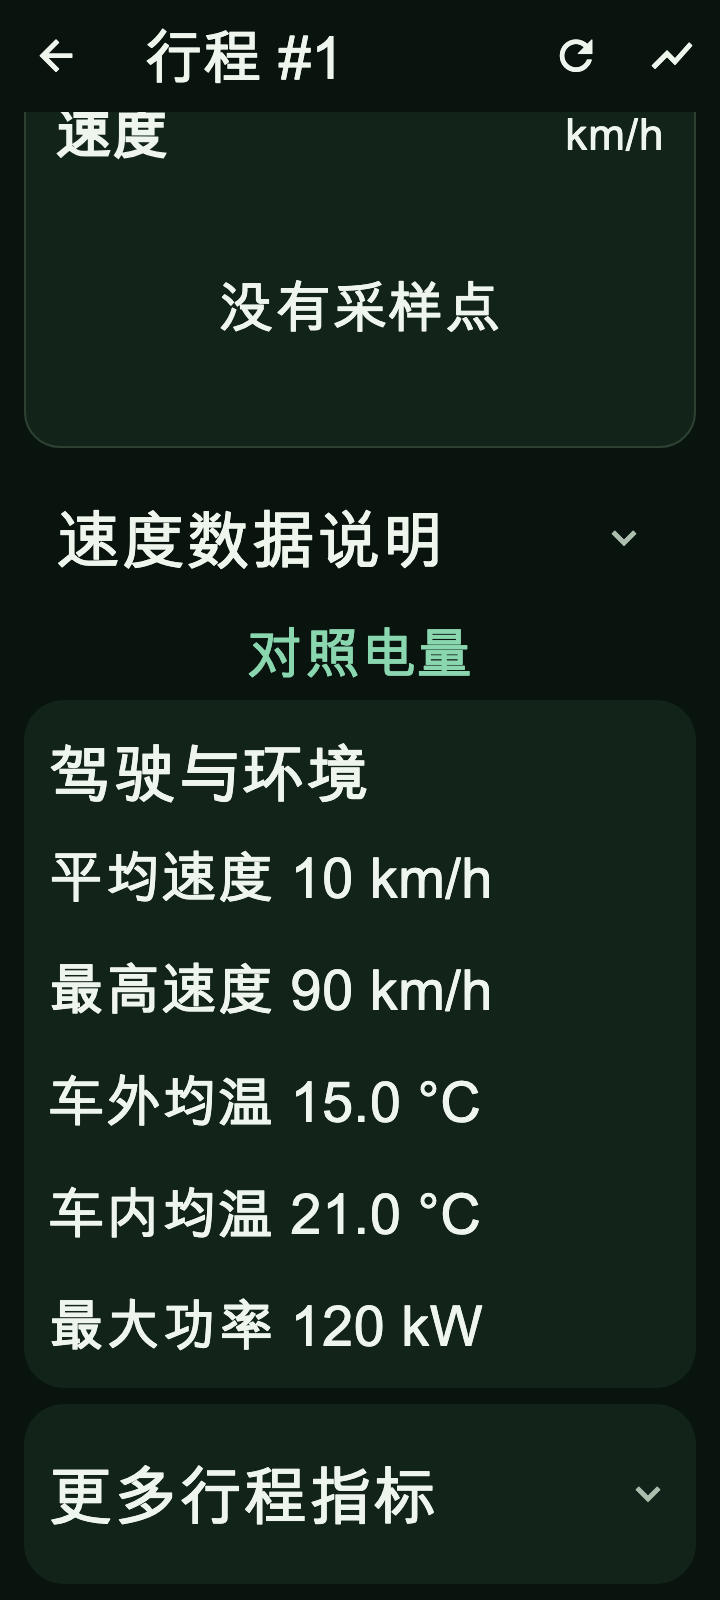 行程 #1
速度 km/h
没有采样点
速度数据说明
对照电量
驾驶与环境
平均速度 10 km/h
最高速度 90 km/h
车外均温 15.0 °C
车内均温 21.0 °C
最大功率 120 kW
更多行程指标